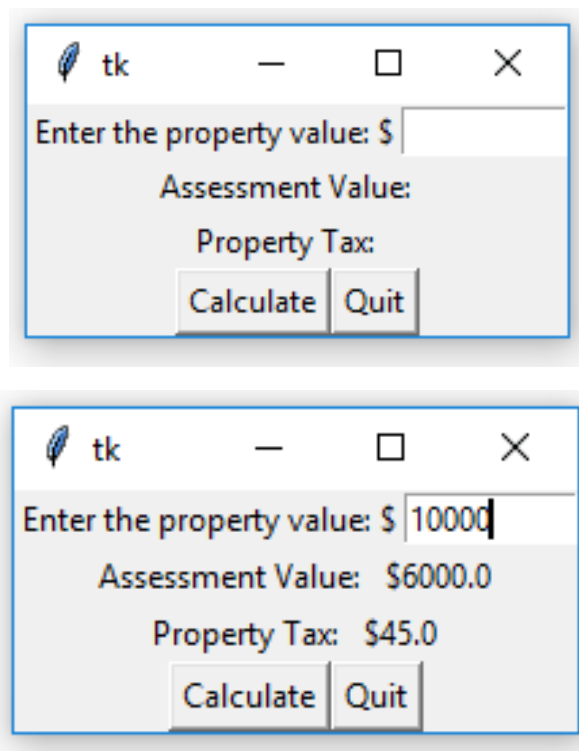 tk
Enter the property value: $
Assessment Value:
Property Tax:
Calculate Quit
tk
Enter the property value: $ 10000
Assessment Value: $6000.0
Property Tax: $45.0
Calculate Quit